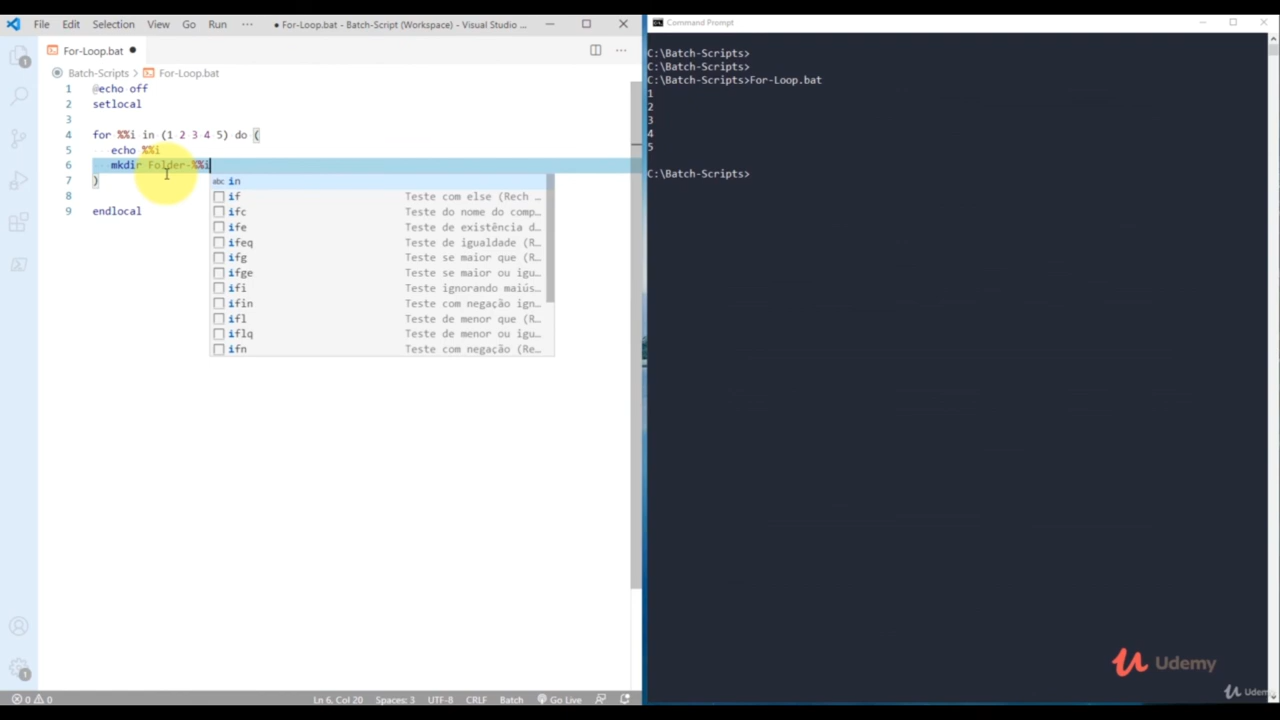 File Edit Selection View Go Run ··· ● For-Loop.bat - Batch-Script (Workspace) - Visual Studio ...
For-Loop.bat ●
Batch-Scripts > For-Loop.bat
1 @echo off
2 setlocal
3
4 for %%i in (1 2 3 4 5) do (
5 echo %%i
6 mkdir Folder-%%i
7 )
8
9 endlocal
in
if Teste com else (Rech ...
ifc Teste do nome do comp...
ife Teste de existência d...
ifeq Teste de igualdade (R...
ifg Teste se maior que (R...
ifge Teste se maior ou igu...
ifi Teste ignorando maiús...
ifin Teste com negação ign...
ifl Teste de menor que (R...
iflq Teste de menor ou igu...
ifn Teste com negação (Re...
1
1
0 0 Ln 6, Col 20 Spaces: 3 UTF-8 CRLF Batch Go Live
Command Prompt
C:\Batch-Scripts>
C:\Batch-Scripts>
C:\Batch-Scripts>For-Loop.bat
1
2
3
4
5
C:\Batch-Scripts>
Udemy
Udemy